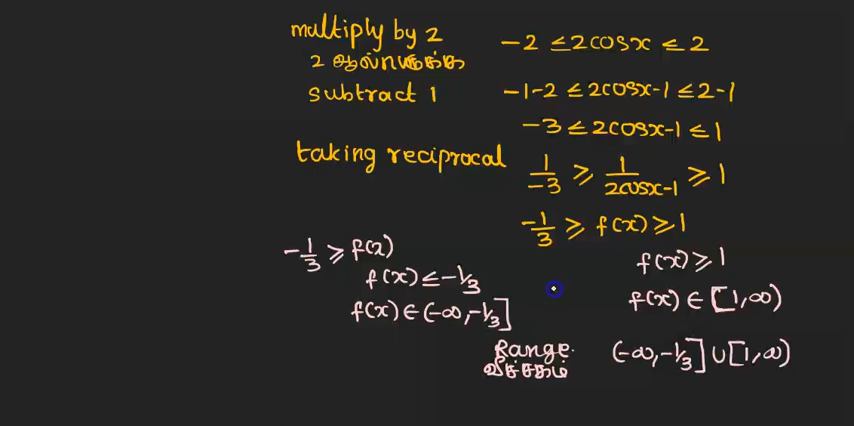 multiply by 2 -2 ≤ 2cosx ≤ 2
2 ஆல்
subtract 1 -1-2 ≤ 2cosx-1 ≤ 2-1
-3 ≤ 2cosx-1 ≤ 1
taking reciprocal 1/-3 ≥ 1/2cosx-1 ≥ 1
-1/3 ≥ f(x) ≥ 1
-1/3 ≥ f(x) f(x) ≥ 1
f(x) ≤ -1/3
f(x) ∈ (-∞, -1/3] f(x) ∈ [1, ∞)
Range (-∞, -1/3] ∪ [1, ∞)